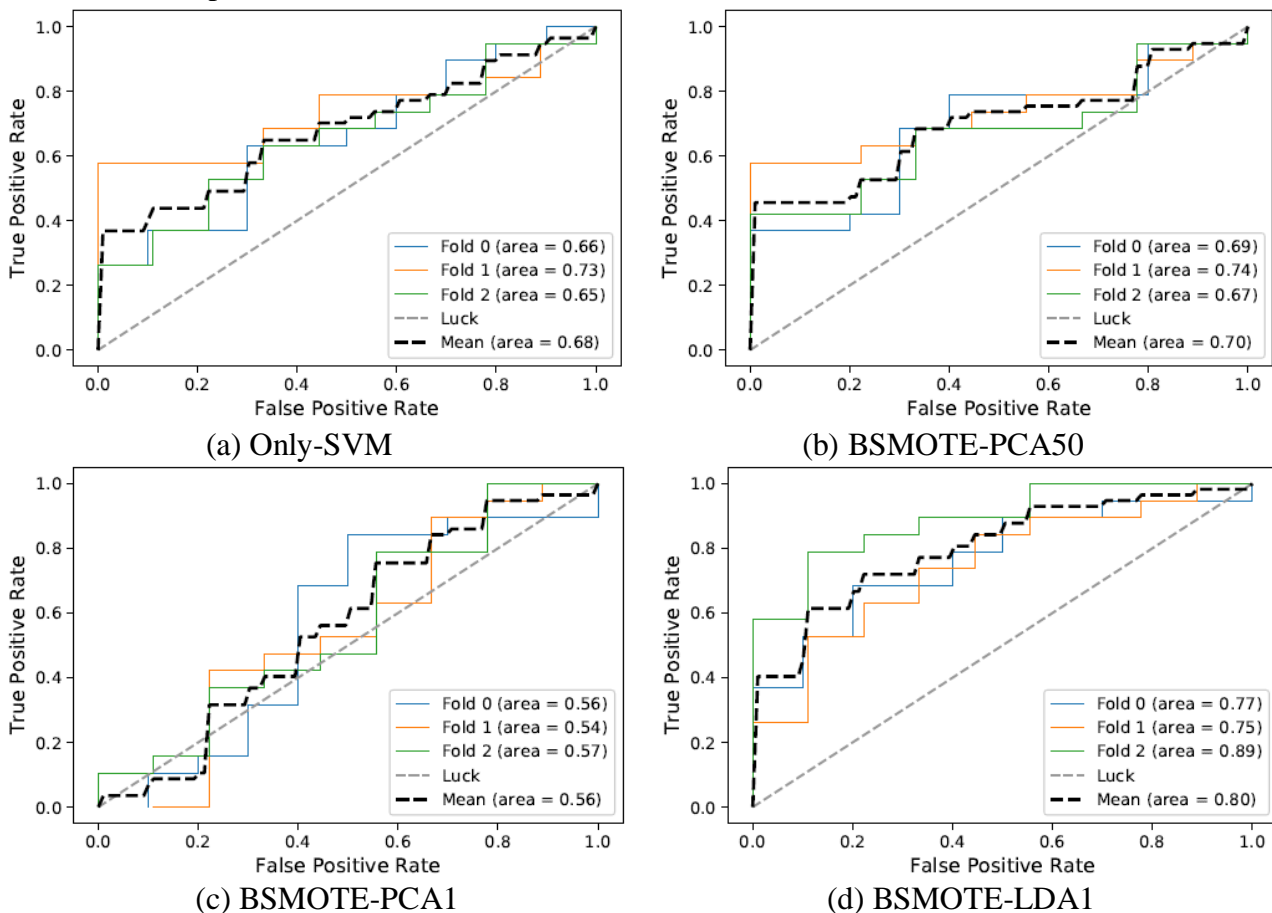 1.0
0.8
0.6
0.4
0.2
0.0
True Positive Rate
Fold 0 (area = 0.66)
Fold 1 (area = 0.73)
Fold 2 (area = 0.65)
Luck
Mean (area = 0.68)
0.0 0.2 0.4 0.6 0.8 1.0
False Positive Rate
(a) Only-SVM
1.0
0.8
0.6
0.4
0.2
0.0
True Positive Rate
Fold 0 (area = 0.69)
Fold 1 (area = 0.74)
Fold 2 (area = 0.67)
Luck
Mean (area = 0.70)
0.0 0.2 0.4 0.6 0.8 1.0
False Positive Rate
(b) BSMOTE-PCA50
1.0
0.8
0.6
0.4
0.2
0.0
True Positive Rate
Fold 0 (area = 0.56)
Fold 1 (area = 0.54)
Fold 2 (area = 0.57)
Luck
Mean (area = 0.56)
0.0 0.2 0.4 0.6 0.8 1.0
False Positive Rate
(c) BSMOTE-PCA1
1.0
0.8
0.6
0.4
0.2
0.0
True Positive Rate
Fold 0 (area = 0.77)
Fold 1 (area = 0.75)
Fold 2 (area = 0.89)
Luck
Mean (area = 0.80)
0.0 0.2 0.4 0.6 0.8 1.0
False Positive Rate
(d) BSMOTE-LDA1